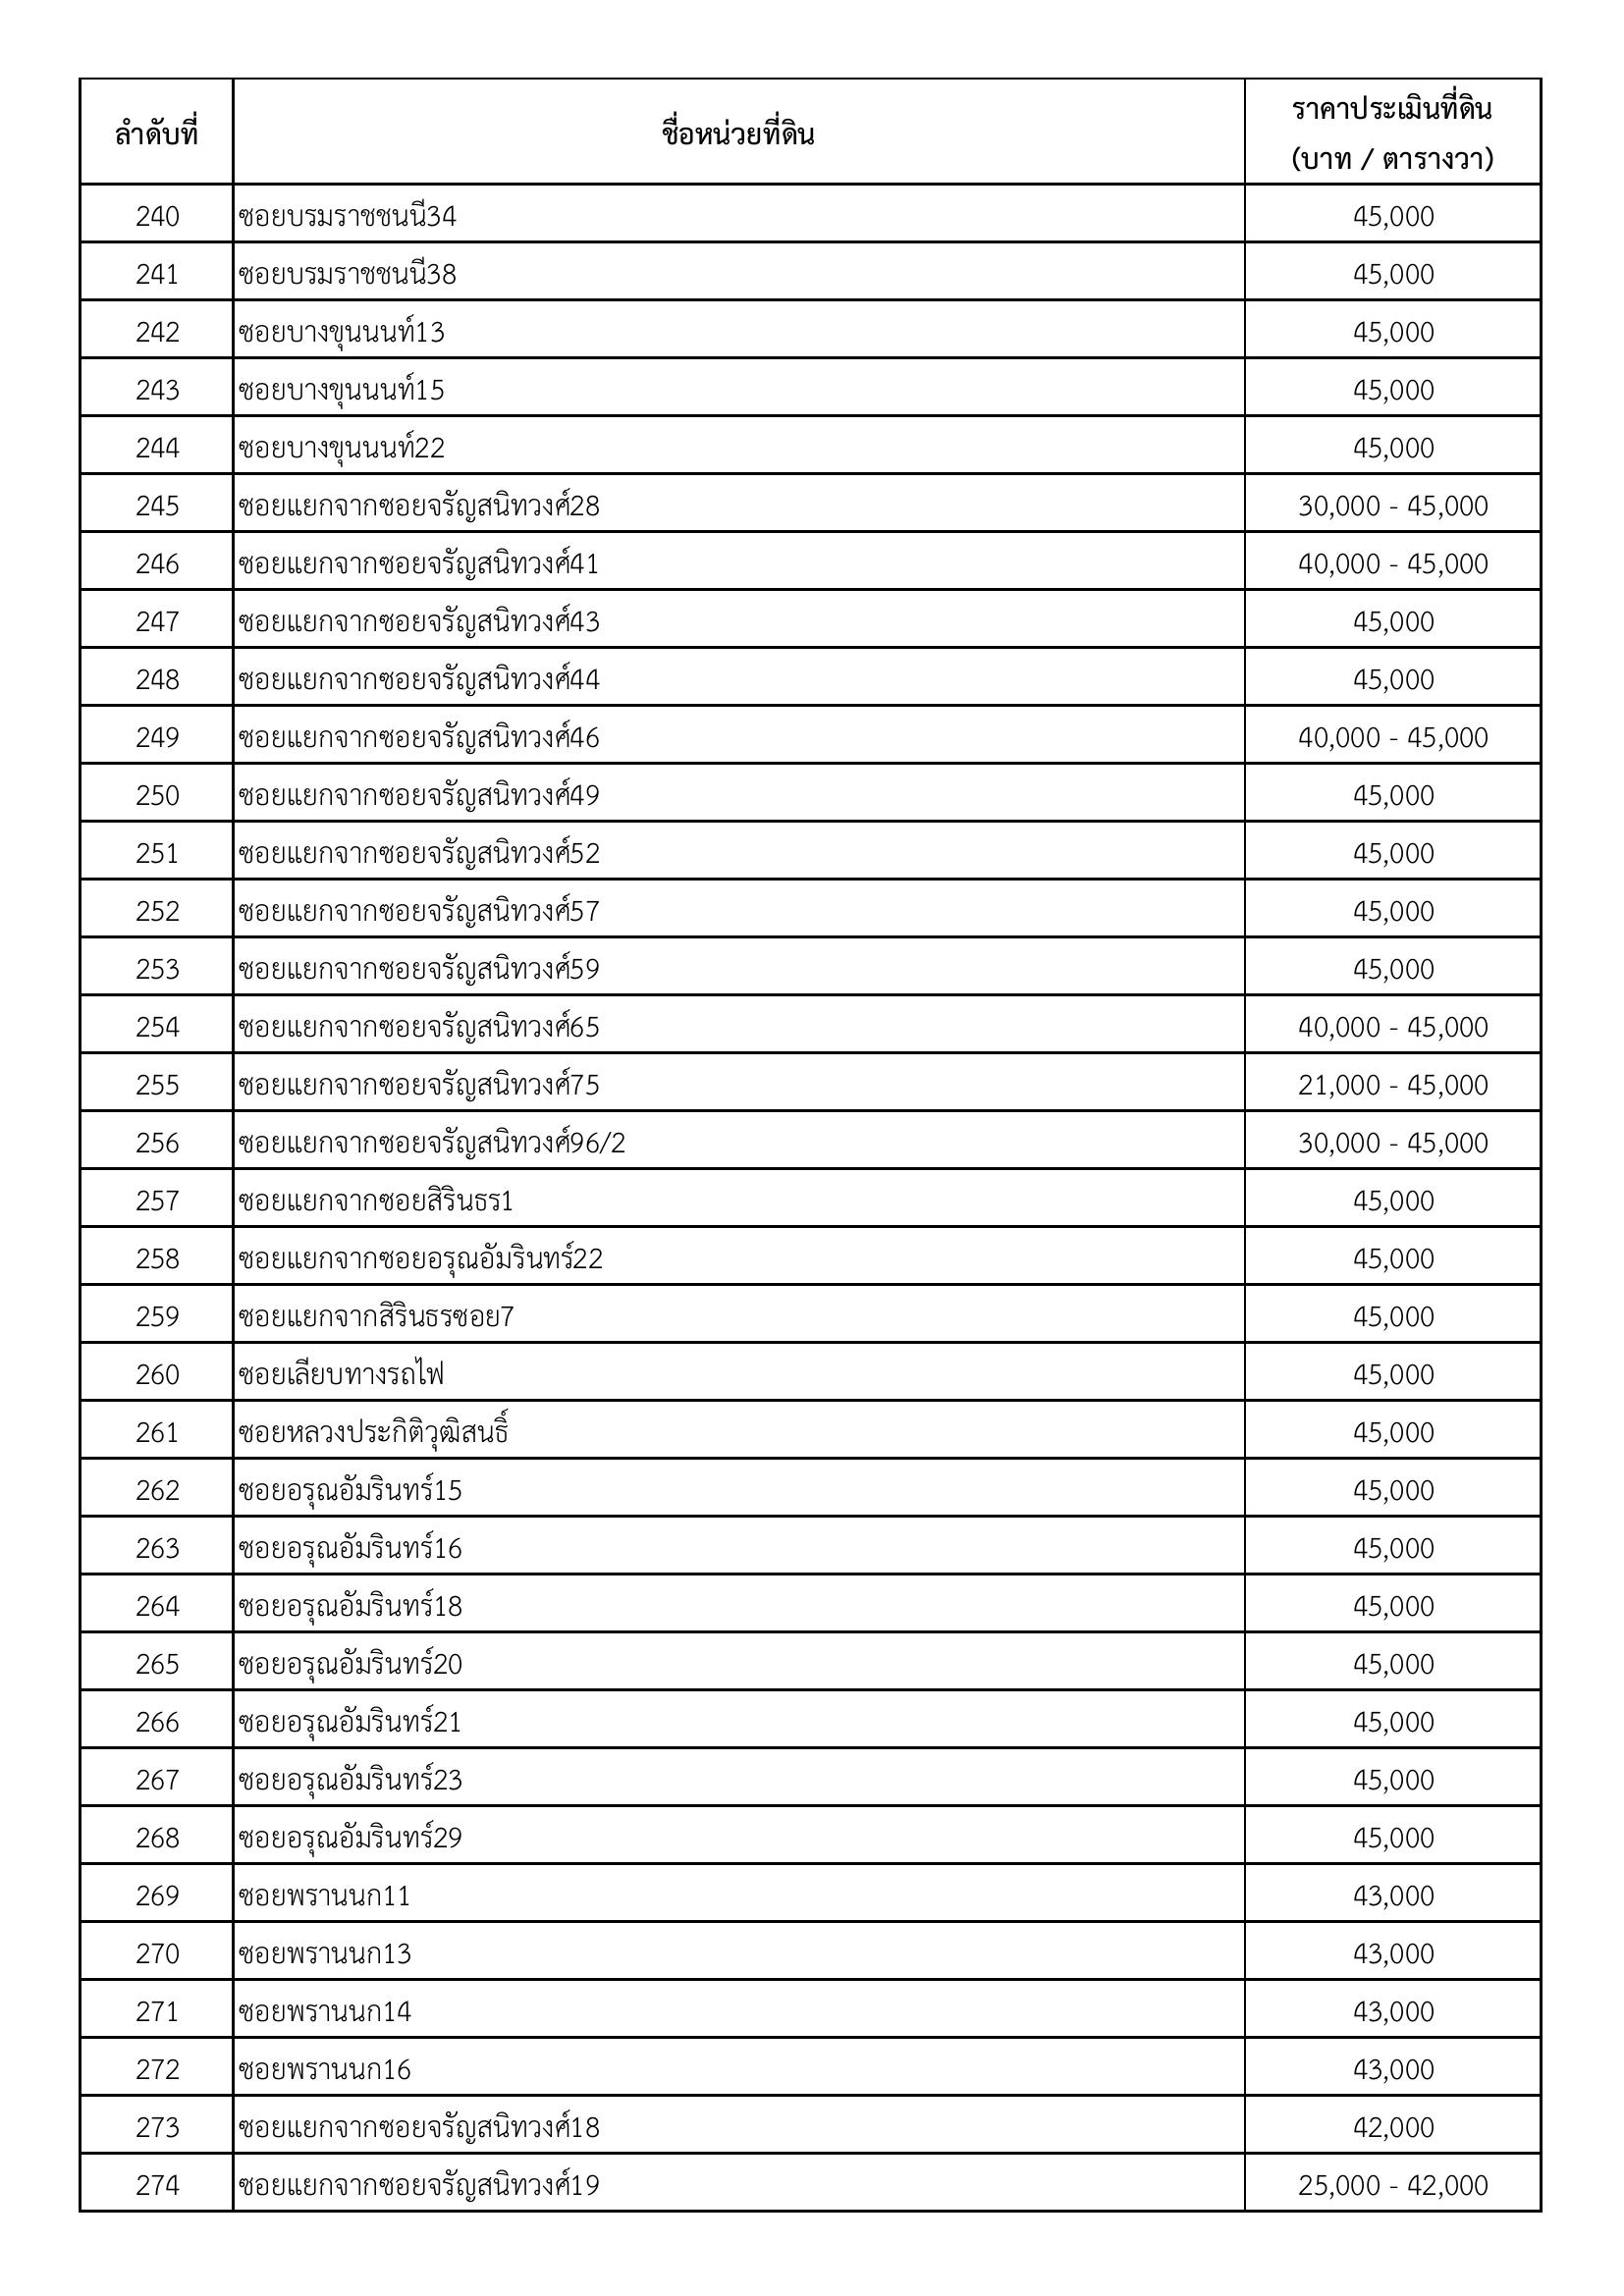 ลำดับที่ ชื่อหน่วยที่ดิน ราคาประเมินที่ดิน
(บาท / ตารางวา)
240 ซอยบรมราชชนนี34 45,000
241 ซอยบรมราชชนนี38 45,000
242 ซอยบางขุนนนท์13 45,000
243 ซอยบางขุนนนท์15 45,000
244 ซอยบางขุนนนท์22 45,000
245 ซอยแยกจากซอยจรัญสนิทวงศ์28 30,000 - 45,000
246 ซอยแยกจากซอยจรัญสนิทวงศ์41 40,000 - 45,000
247 ซอยแยกจากซอยจรัญสนิทวงศ์43 45,000
248 ซอยแยกจากซอยจรัญสนิทวงศ์44 45,000
249 ซอยแยกจากซอยจรัญสนิทวงศ์46 40,000 - 45,000
250 ซอยแยกจากซอยจรัญสนิทวงศ์49 45,000
251 ซอยแยกจากซอยจรัญสนิทวงศ์52 45,000
252 ซอยแยกจากซอยจรัญสนิทวงศ์57 45,000
253 ซอยแยกจากซอยจรัญสนิทวงศ์59 45,000
254 ซอยแยกจากซอยจรัญสนิทวงศ์65 40,000 - 45,000
255 ซอยแยกจากซอยจรัญสนิทวงศ์75 21,000 - 45,000
256 ซอยแยกจากซอยจรัญสนิทวงศ์96/2 30,000 - 45,000
257 ซอยแยกจากซอยสิรินธร1 45,000
258 ซอยแยกจากซอยอรุณอัมรินทร์22 45,000
259 ซอยแยกจากสิรินธรซอย7 45,000
260 ซอยเลียบทางรถไฟ 45,000
261 ซอยหลวงประกิติวุฒิสนธิ์ 45,000
262 ซอยอรุณอัมรินทร์15 45,000
263 ซอยอรุณอัมรินทร์16 45,000
264 ซอยอรุณอัมรินทร์18 45,000
265 ซอยอรุณอัมรินทร์20 45,000
266 ซอยอรุณอัมรินทร์21 45,000
267 ซอยอรุณอัมรินทร์23 45,000
268 ซอยอรุณอัมรินทร์29 45,000
269 ซอยพรานนก11 43,000
270 ซอยพรานนก13 43,000
271 ซอยพรานนก14 43,000
272 ซอยพรานนก16 43,000
273 ซอยแยกจากซอยจรัญสนิทวงศ์18 42,000
274 ซอยแยกจากซอยจรัญสนิทวงศ์19 25,000 - 42,000